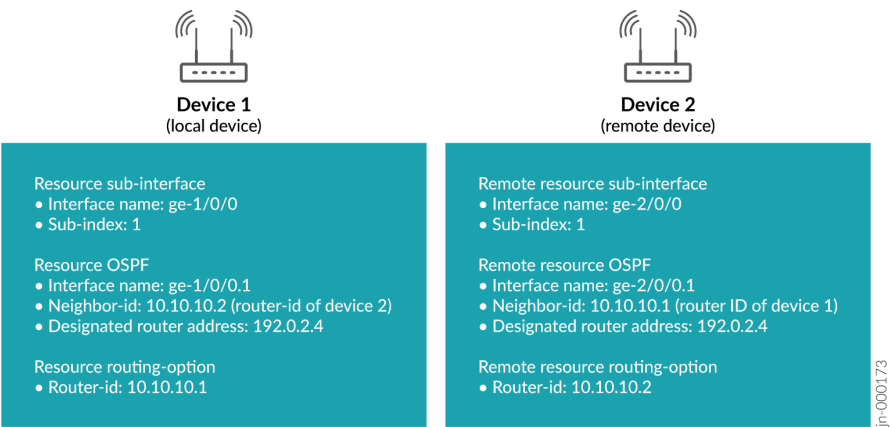 Device 1
(local device)
Resource sub-interface
• Interface name: ge-1/0/0
• Sub-index: 1
Resource OSPF
• Interface name: ge-1/0/0.1
• Neighbor-id: 10.10.10.2 (router-id of device 2)
• Designated router address: 192.0.2.4
Resource routing-option
• Router-id: 10.10.10.1
Device 2
(remote device)
Remote resource sub-interface
• Interface name: ge-2/0/0
• Sub-index: 1
Remote resource OSPF
• Interface name: ge-2/0/0.1
• Neighbor-id: 10.10.10.1 (router ID of device 1)
• Designated router address: 192.0.2.4
Remote resource routing-option
• Router-id: 10.10.10.2
jn-000173